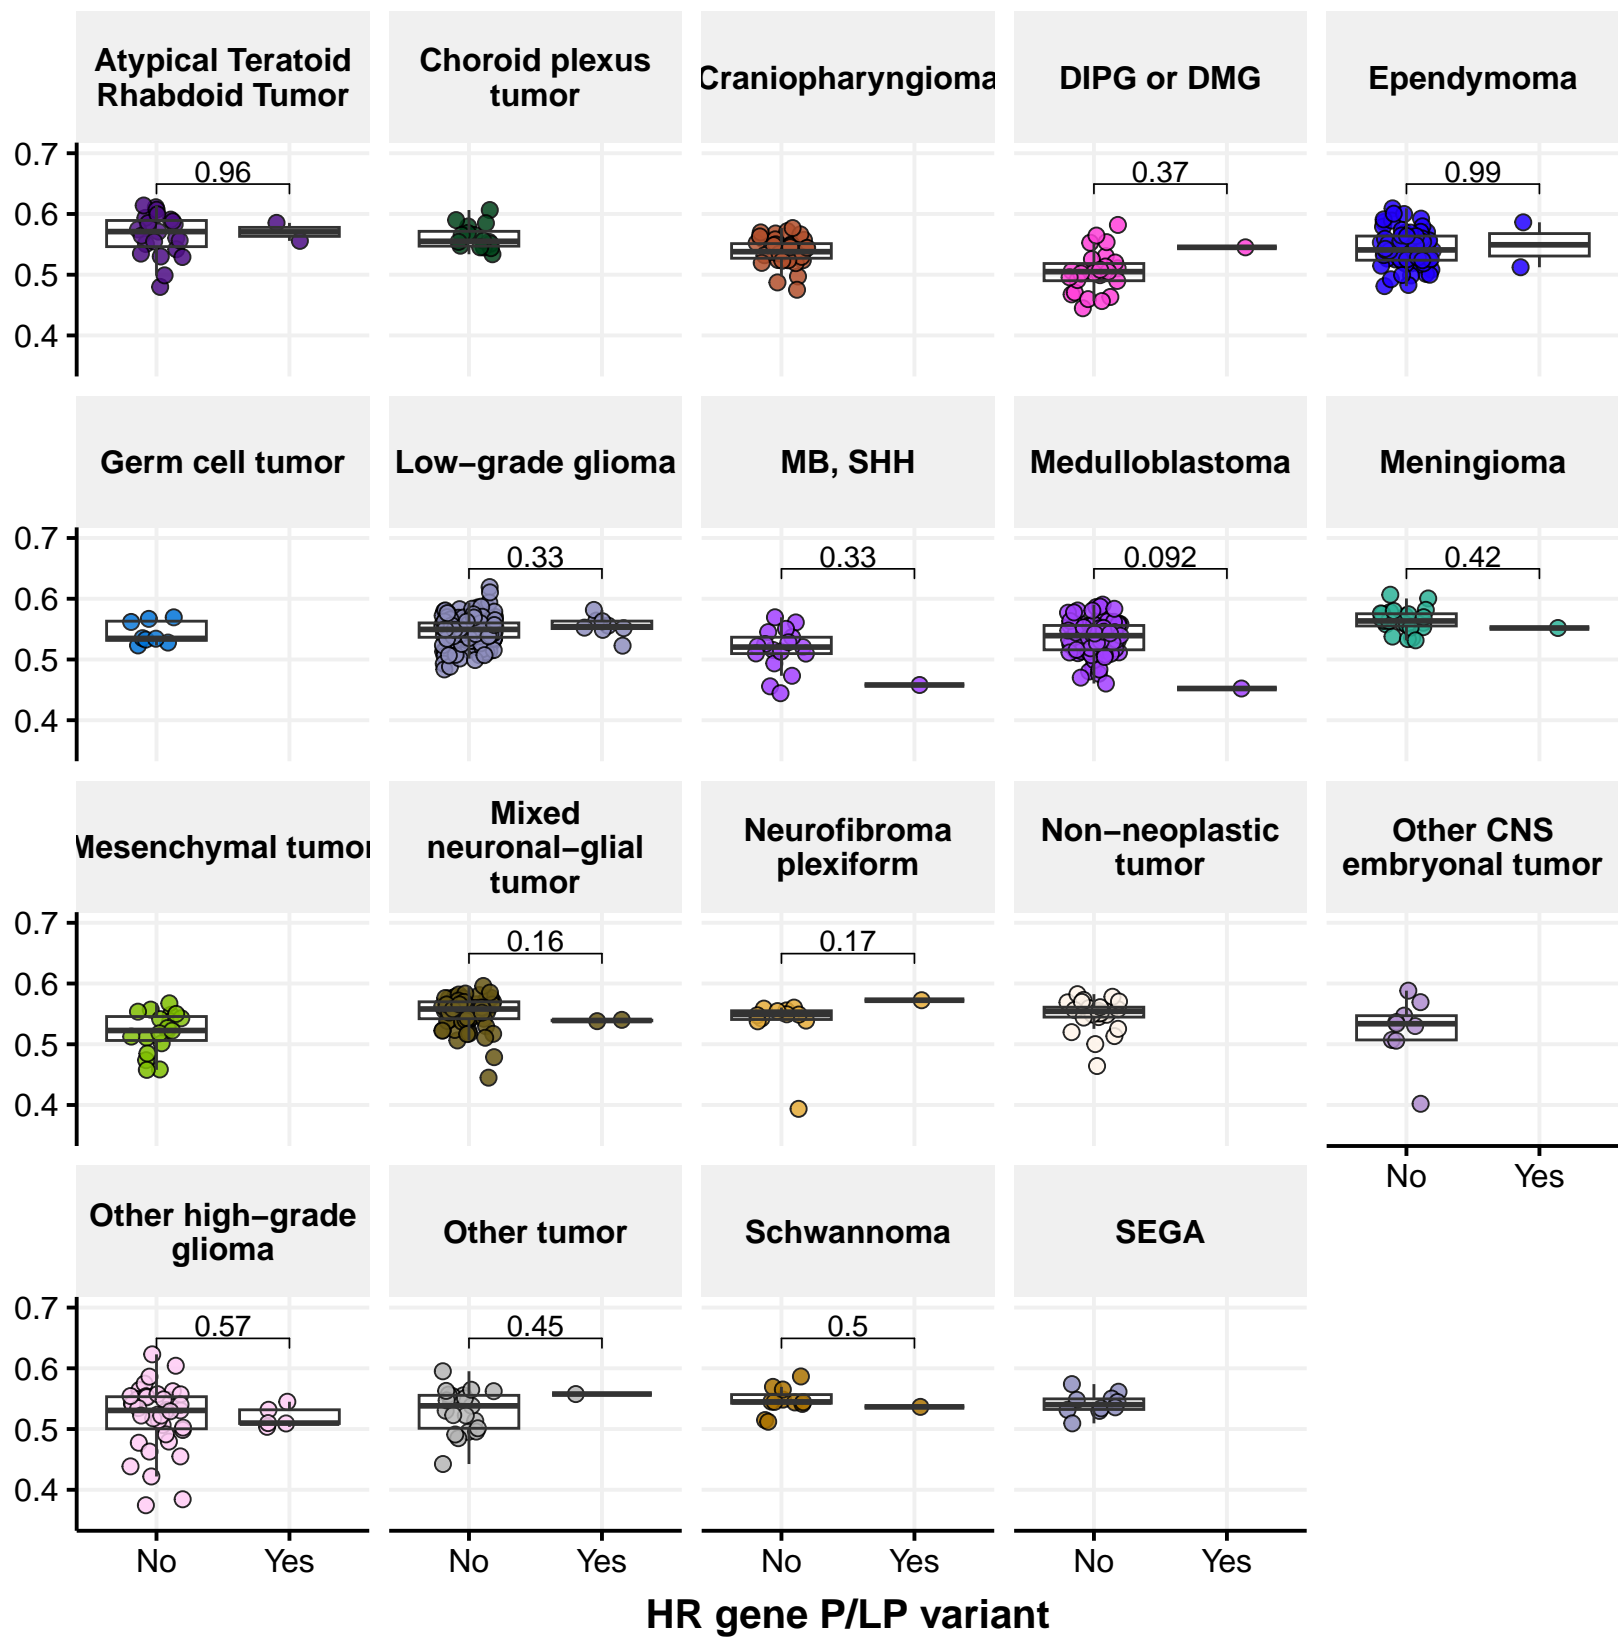 Atypical Teratoid
Rhabdoid Tumor
Choroid plexus
tumor
Craniopharyngioma
DIPG or DMG
Ependymoma
0.7
0.6
0.5
0.4
0.96
0.37
0.99
Germ cell tumor
Low−grade glioma
MB, SHH
Medulloblastoma
Meningioma
0.7
0.6
0.5
0.4
0.33
0.33
0.092
0.42
Mesenchymal tumor
Mixed
neuronal−glial
tumor
Neurofibroma
plexiform
Non−neoplastic
tumor
Other CNS
embryonal tumor
0.7
0.6
0.5
0.4
0.16
0.17
No Yes
Other high−grade
glioma
Other tumor
Schwannoma
SEGA
0.7
0.6
0.5
0.4
0.57
0.45
0.5
No Yes
No Yes
No Yes
No Yes
HR gene P/LP variant